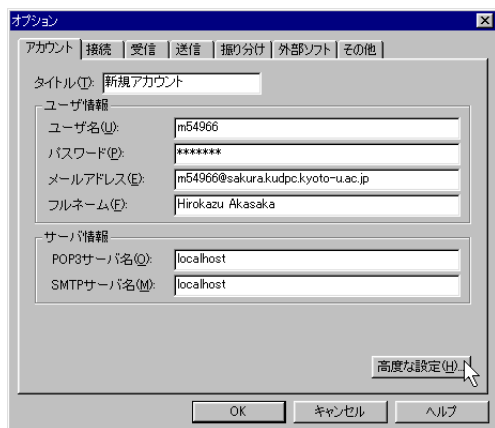 オプション
アカウント 接続 受信 送信 振り分け 外部ソフト その他
タイトル(T): 新規アカウント
ユーザ情報
ユーザ名(U): m54966
パスワード(P): *******
メールアドレス(E): m54966@sakura.kudpc.kyoto-u.ac.jp
フルネーム(F): Hirokazu Akasaka
サーバ情報
POP3サーバ名(O): localhost
SMTPサーバ名(M): localhost
高度な設定(H)...
OK キャンセル ヘルプ